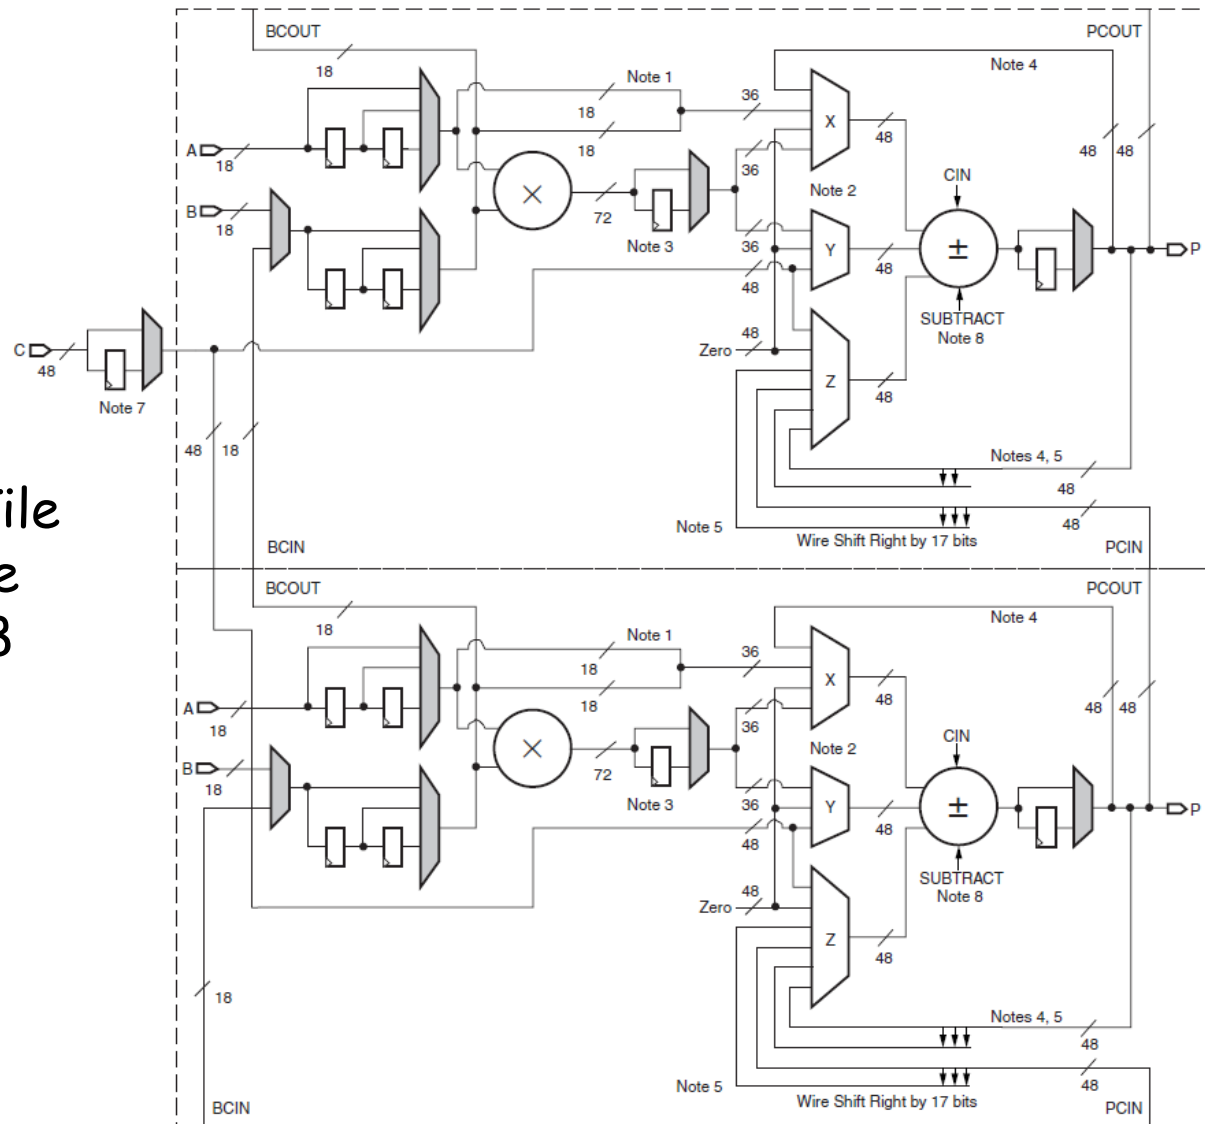 BCOUT
PCOUT
18
Note 1
Note 4
36
18
18
X
48
48
48
A
18
36
CIN
Note 2
B
18
×
72
Note 3
36
Y
48
±
P
48
SUBTRACT
Note 8
C
48
Note 7
48
Zero
Z
48
48
18
Notes 4, 5
48
Note 5
48
Wire Shift Right by 17 bits
BCIN
PCIN
ile
e
BCOUT
PCOUT
18
Note 1
Note 4
36
18
18
X
48
48
48
A
18
36
CIN
Note 2
B
18
×
72
Note 3
36
Y
48
±
P
48
SUBTRACT
Note 8
48
Zero
Z
48
18
Notes 4, 5
48
Note 5
48
Wire Shift Right by 17 bits
BCIN
PCIN